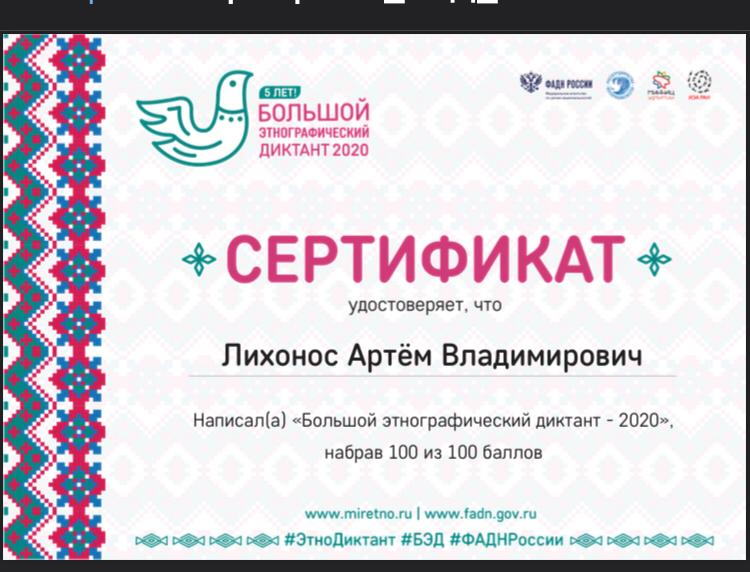 5 ЛЕТ!
БОЛЬШОЙ
ЭТНОГРАФИЧЕСКИЙ
ДИКТАНТ 2020
ФАДН РОССИИ
СЕРТИФИКАТ
удостоверяет, что
Лихонос Артём Владимирович
Написал(а) «Большой этнографический диктант - 2020»,
набрав 100 из 100 баллов
www.miretno.ru | www.fadn.gov.ru
#ЭтноДиктант #БЭД #ФАДНРоссии